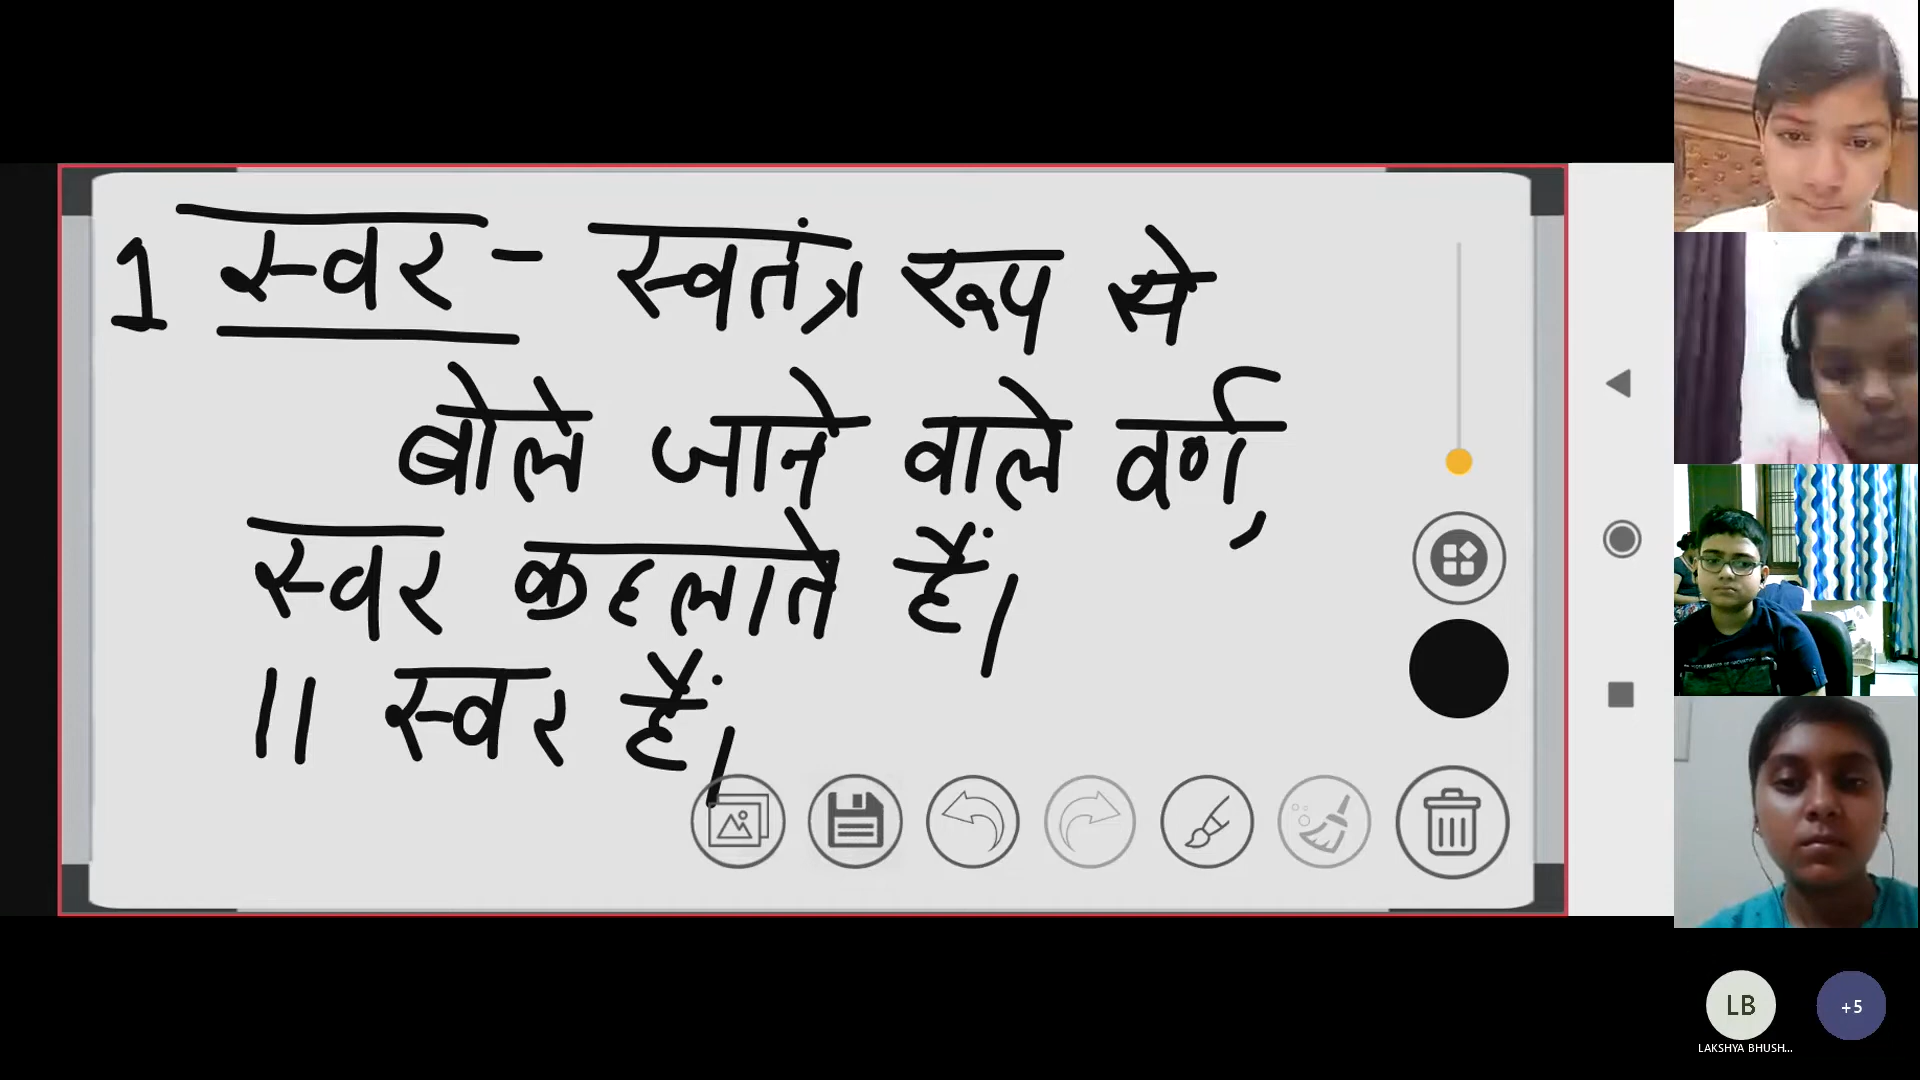 1 स्वर - स्वतंत्र रूप से
बोले जाने वाले वर्ग,
स्वर कहलाते हैं।
11 स्वर हैं।
LB
+5
LAKSHYA BHUSH...